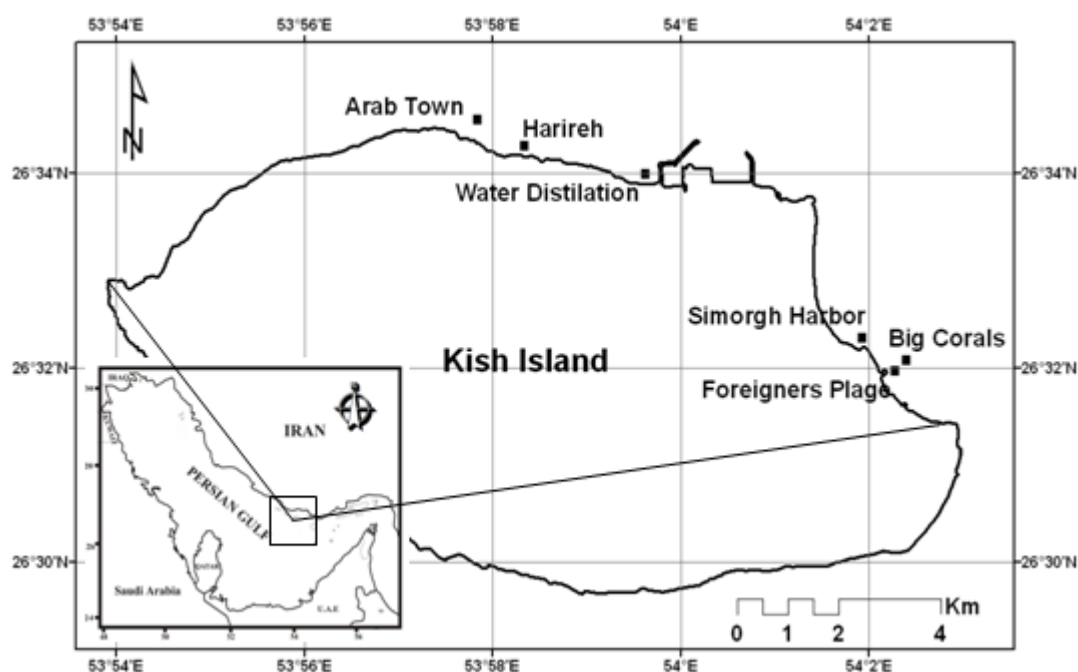 53°54'E 53°56'E 53°58'E 54°E 54°2'E
N
Arab Town
Harireh
26°34'N 26°34'N
Water Distilation
Simorgh Harbor
Big Corals
Kish Island
26°32'N 26°32'N
Foreigners Plage
IRAQ
IRAN
PERSIAN GULF
QATAR
Saudi Arabia
U.A.E
26°30'N 26°30'N
Km
0 1 2 4
53°54'E 53°56'E 53°58'E 54°E 54°2'E